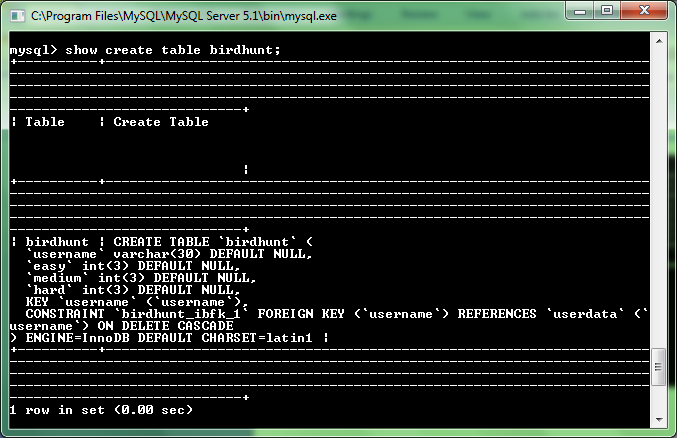 C:\Program Files\MySQL\MySQL Server 5.1\bin\mysql.exe
mysql> show create table birdhunt;
| Table | Create Table
|
| birdhunt | CREATE TABLE `birdhunt` (
`username` varchar(30) DEFAULT NULL,
`easy` int(3) DEFAULT NULL,
`medium` int(3) DEFAULT NULL,
`hard` int(3) DEFAULT NULL,
KEY `username` (`username`),
CONSTRAINT `birdhunt_ibfk_1` FOREIGN KEY (`username`) REFERENCES `userdata` (`
username`) ON DELETE CASCADE
) ENGINE=InnoDB DEFAULT CHARSET=latin1 |
1 row in set (0.00 sec)